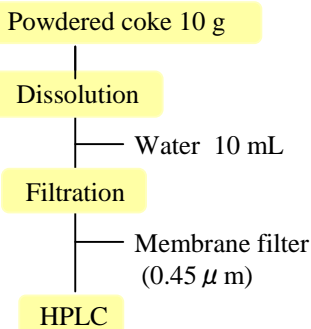 Powdered coke 10 g
Dissolution
Water  10 mL
Filtration
Membrane filter
(0.45 μ m)
HPLC